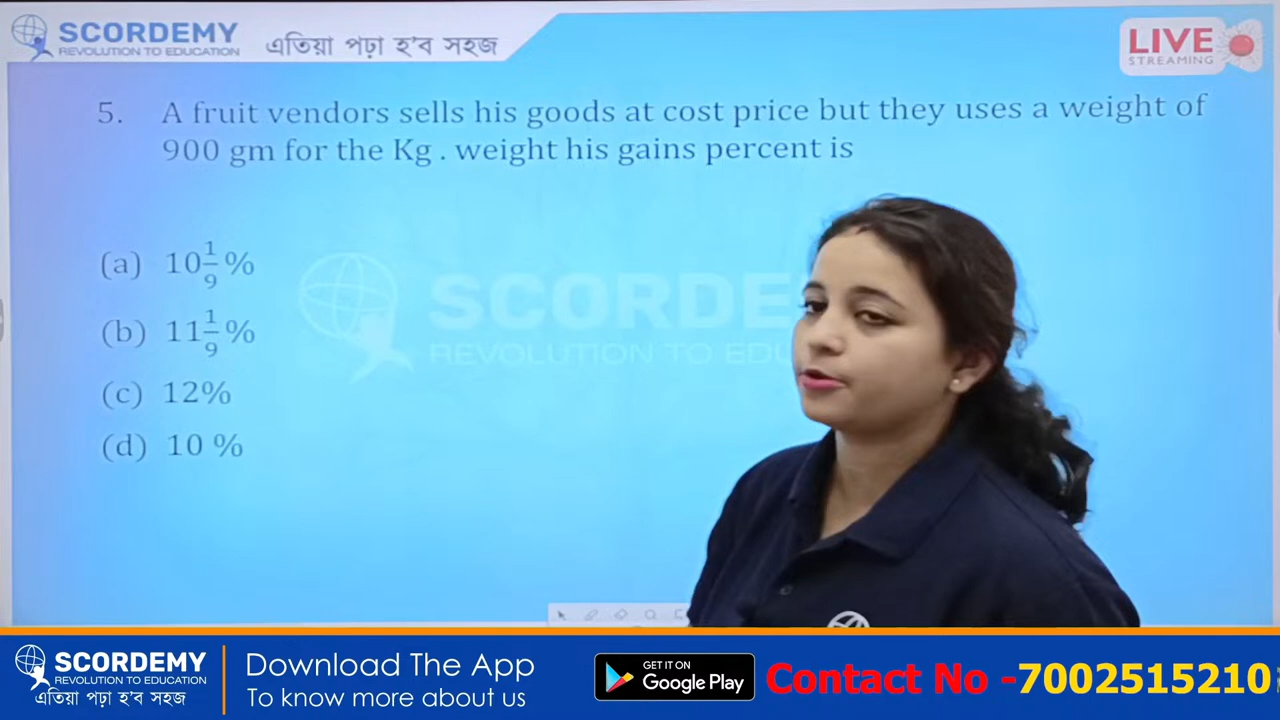 SCORDEMY
REVOLUTION TO EDUCATION
এতিয়া পঢ়া হ'ব সহজ
LIVE
STREAMING
5. A fruit vendors sells his goods at cost price but they uses a weight of
900 gm for the Kg . weight his gains percent is
(a) 10 1/9 %
(b) 11 1/9 %
(c) 12%
(d) 10 %
SCORDE
REVOLUTION TO EDU
SCORDEMY
REVOLUTION TO EDUCATION
এতিয়া পঢ়া হ'ব সহজ
Download The App
To know more about us
GET IT ON
Google Play
Contact No -7002515210